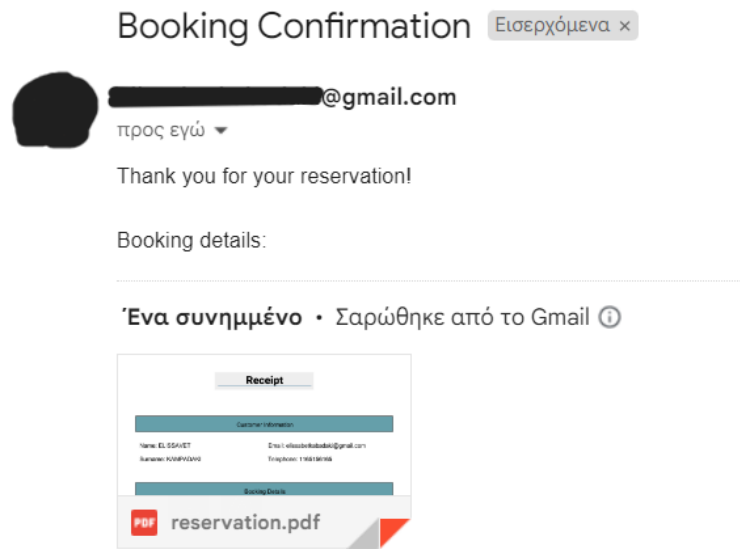 Booking Confirmation Εισερχόμενα ×
@gmail.com
προς εγώ
Thank you for your reservation!
Booking details:
Ένα συνημμένο • Σαρώθηκε από το Gmail
Receipt
Customer Information
Name: ELISSAVET Email:
Surname: Telephone:
Booking Details
PDF reservation.pdf